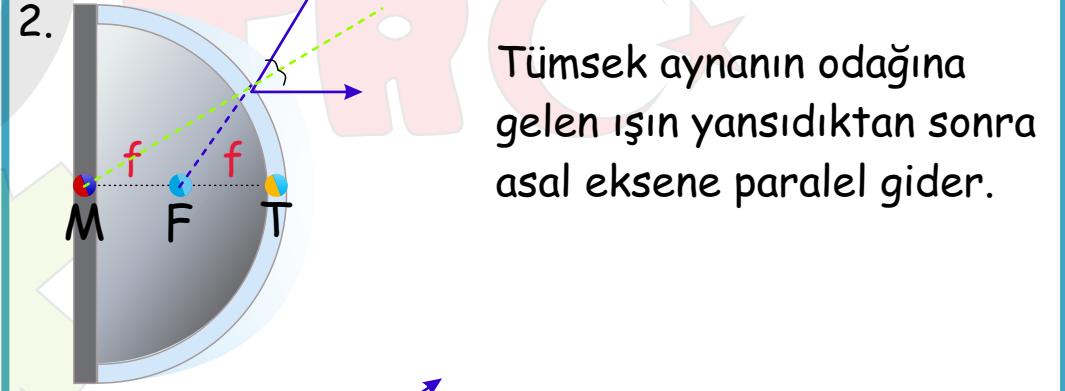 2.
Tümsek aynanın odağına
gelen ışın yansıdıktan sonra
asal eksene paralel gider.
f f
M F T